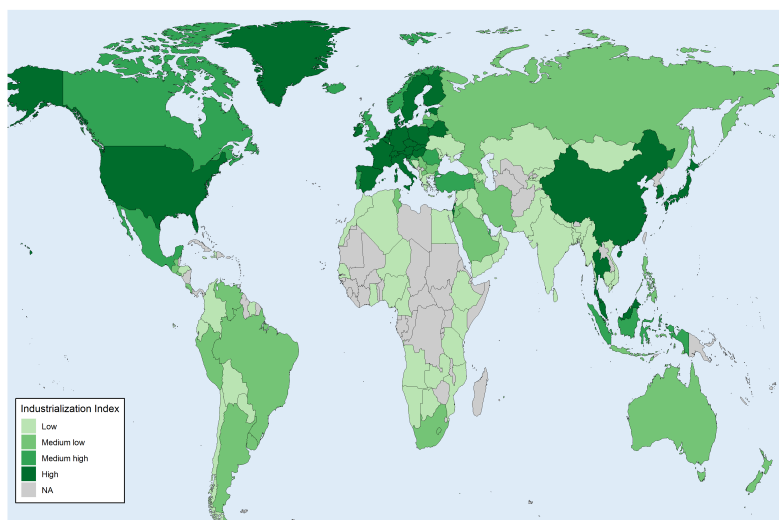 Industrialization Index
Low
Medium low
Medium high
High
NA